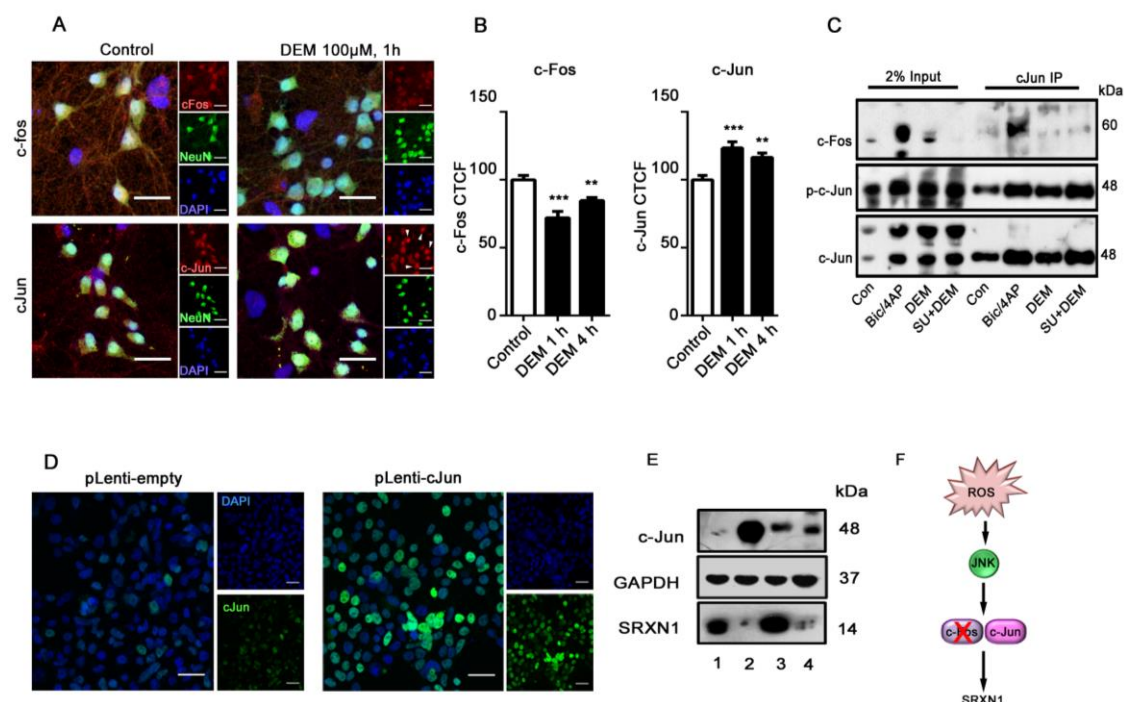 A
Control
DEM 100µM, 1h
c-fos
cFos
NeuN
DAPI
cJun
c-Jun
NeuN
DAPI
B
c-Fos
c-Fos CTCF
150
100
50
0
***
**
Control
DEM 1 h
DEM 4 h
c-Jun
c-Jun CTCF
150
100
50
0
***
**
Control
DEM 1 h
DEM 4 h
C
2% Input
cJun IP
kDa
c-Fos
60
p-c-Jun
48
c-Jun
48
Con
Bic/4AP
DEM
SU+DEM
Con
Bic/4AP
DEM
SU+DEM
D
pLenti-empty
pLenti-cJun
DAPI
cJun
E
kDa
c-Jun
48
GAPDH
37
SRXN1
14
1 2 3 4
F
ROS
JNK
c-Fos
c-Jun
SRXN1